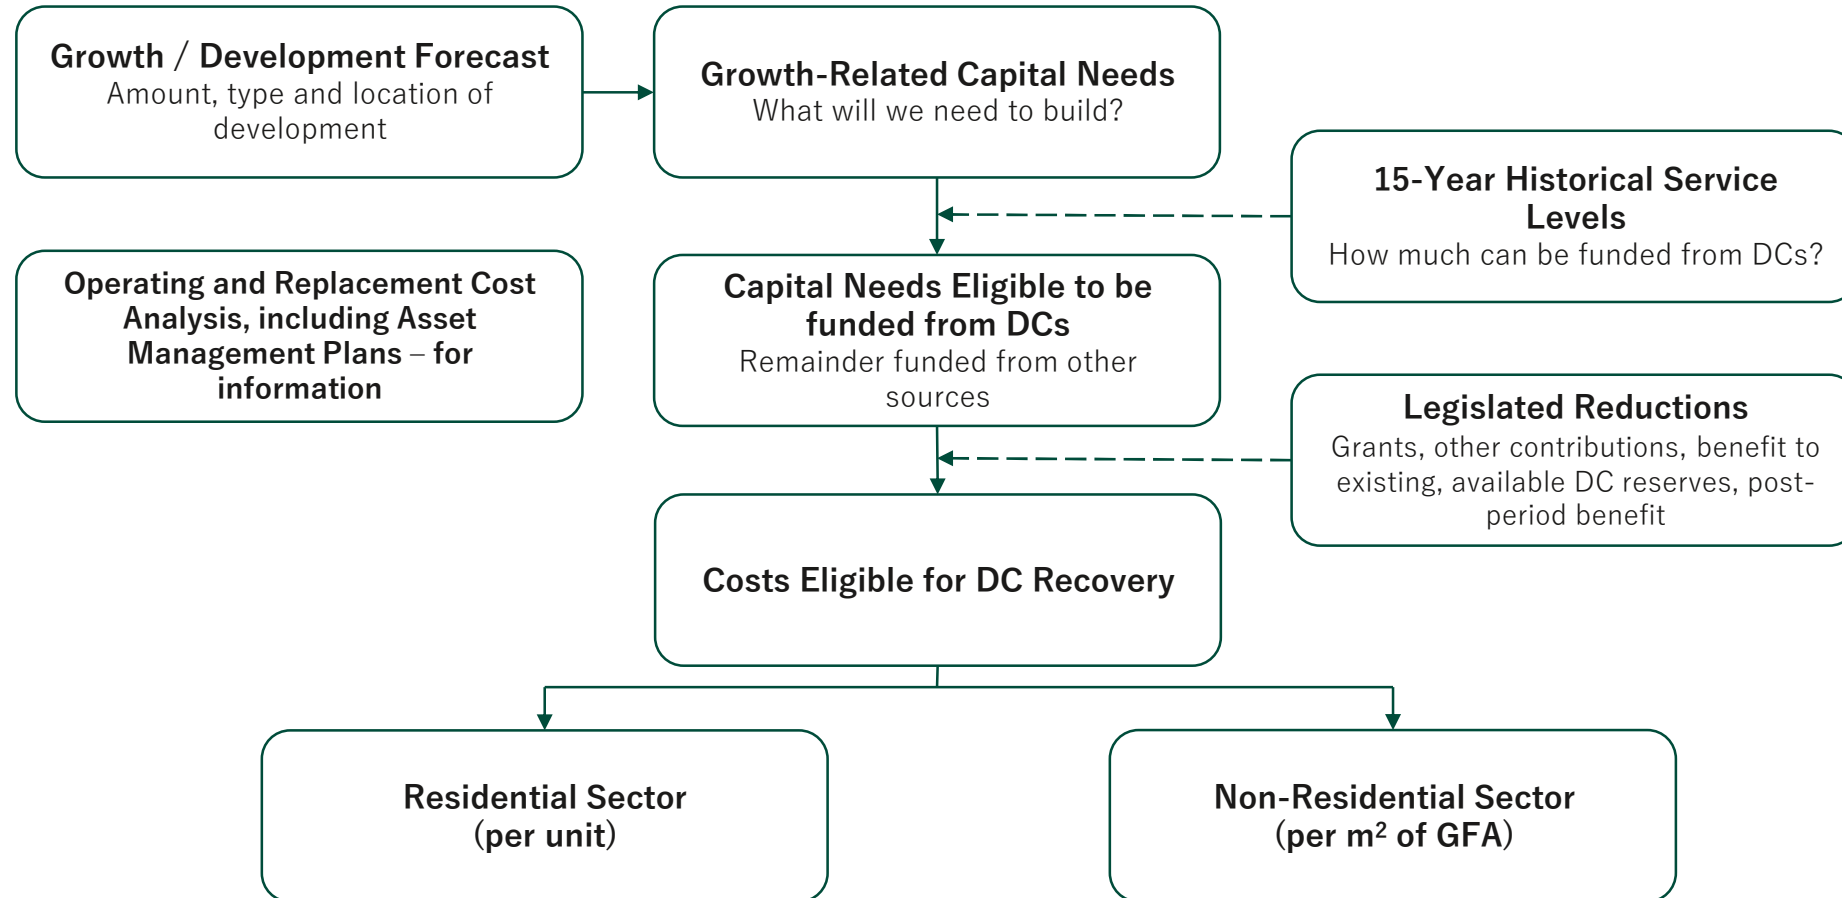 Growth / Development Forecast
Amount, type and location of
development
Growth-Related Capital Needs
What will we need to build?
15-Year Historical Service
Levels
How much can be funded from DCs?
Operating and Replacement Cost
Analysis, including Asset
Management Plans – for
information
Capital Needs Eligible to be
funded from DCs
Remainder funded from other
sources
Legislated Reductions
Grants, other contributions, benefit to
existing, available DC reserves, post-
period benefit
Costs Eligible for DC Recovery
Residential Sector
(per unit)
Non-Residential Sector
(per m² of GFA)